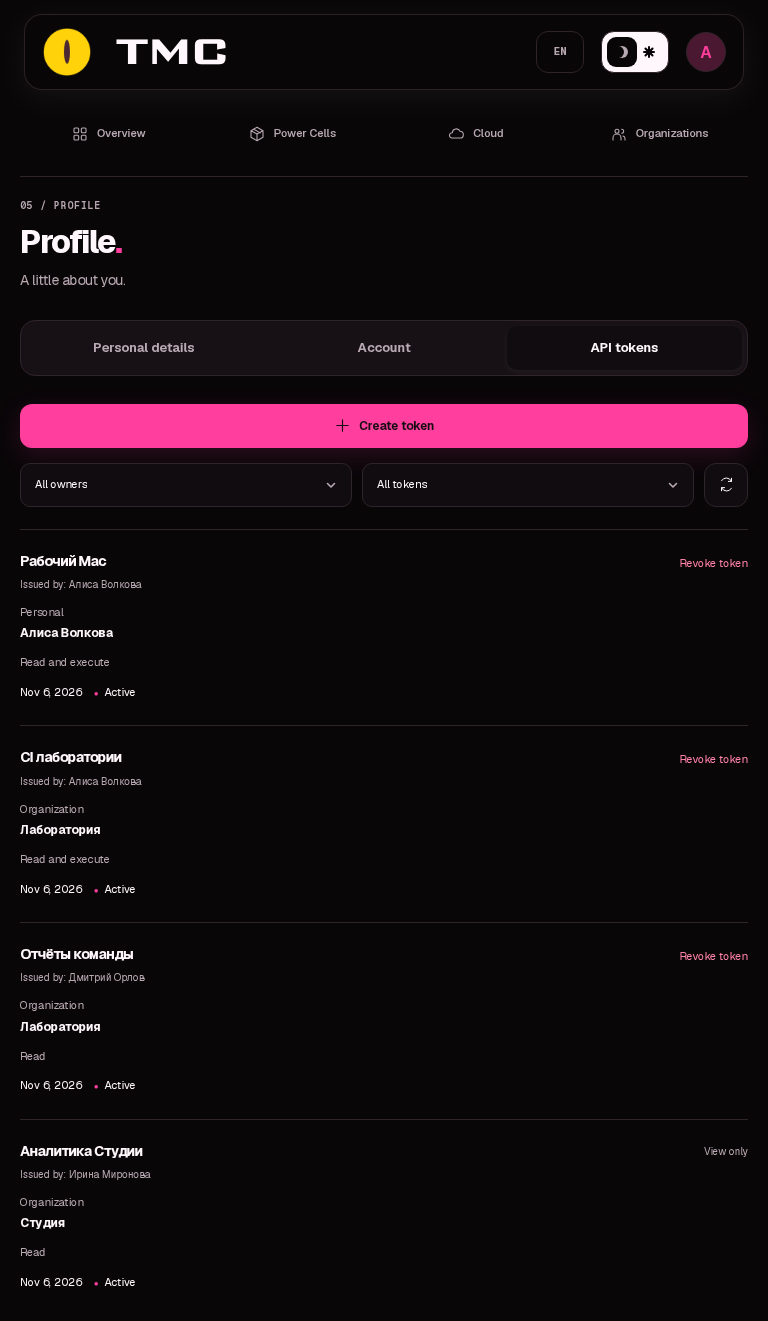 TMC
EN
A
Overview
Power Cells
Cloud
Organizations
05 / PROFILE
Profile.
A little about you.
Personal details
Account
API tokens
Create token
All owners
All tokens
Рабочий Mac
Revoke token
Issued by: Алиса Волкова
Personal
Алиса Волкова
Read and execute
Nov 6, 2026 • Active
CI лаборатории
Revoke token
Issued by: Алиса Волкова
Organization
Лаборатория
Read and execute
Nov 6, 2026 • Active
Отчёты команды
Revoke token
Issued by: Дмитрий Орлов
Organization
Лаборатория
Read
Nov 6, 2026 • Active
Аналитика Студии
View only
Issued by: Ирина Миронова
Organization
Студия
Read
Nov 6, 2026 • Active